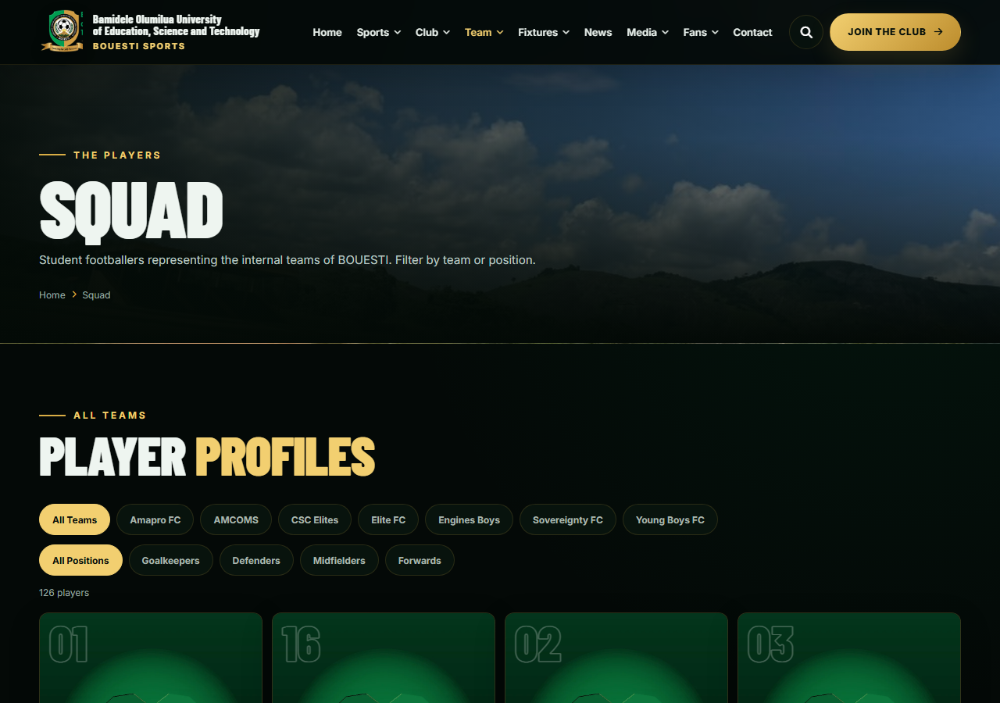 Bamidele Olumilua University
of Education, Science and Technology
BOUESTI SPORTS
Home Sports Club Team Fixtures News Media Fans Contact
JOIN THE CLUB
THE PLAYERS
SQUAD
Student footballers representing the internal teams of BOUESTI. Filter by team or position.
Home Squad
ALL TEAMS
PLAYER PROFILES
All Teams Amapro FC AMCOMS CSC Elites Elite FC Engines Boys Sovereignty FC Young Boys FC
All Positions Goalkeepers Defenders Midfielders Forwards
126 players
01 16 02 03